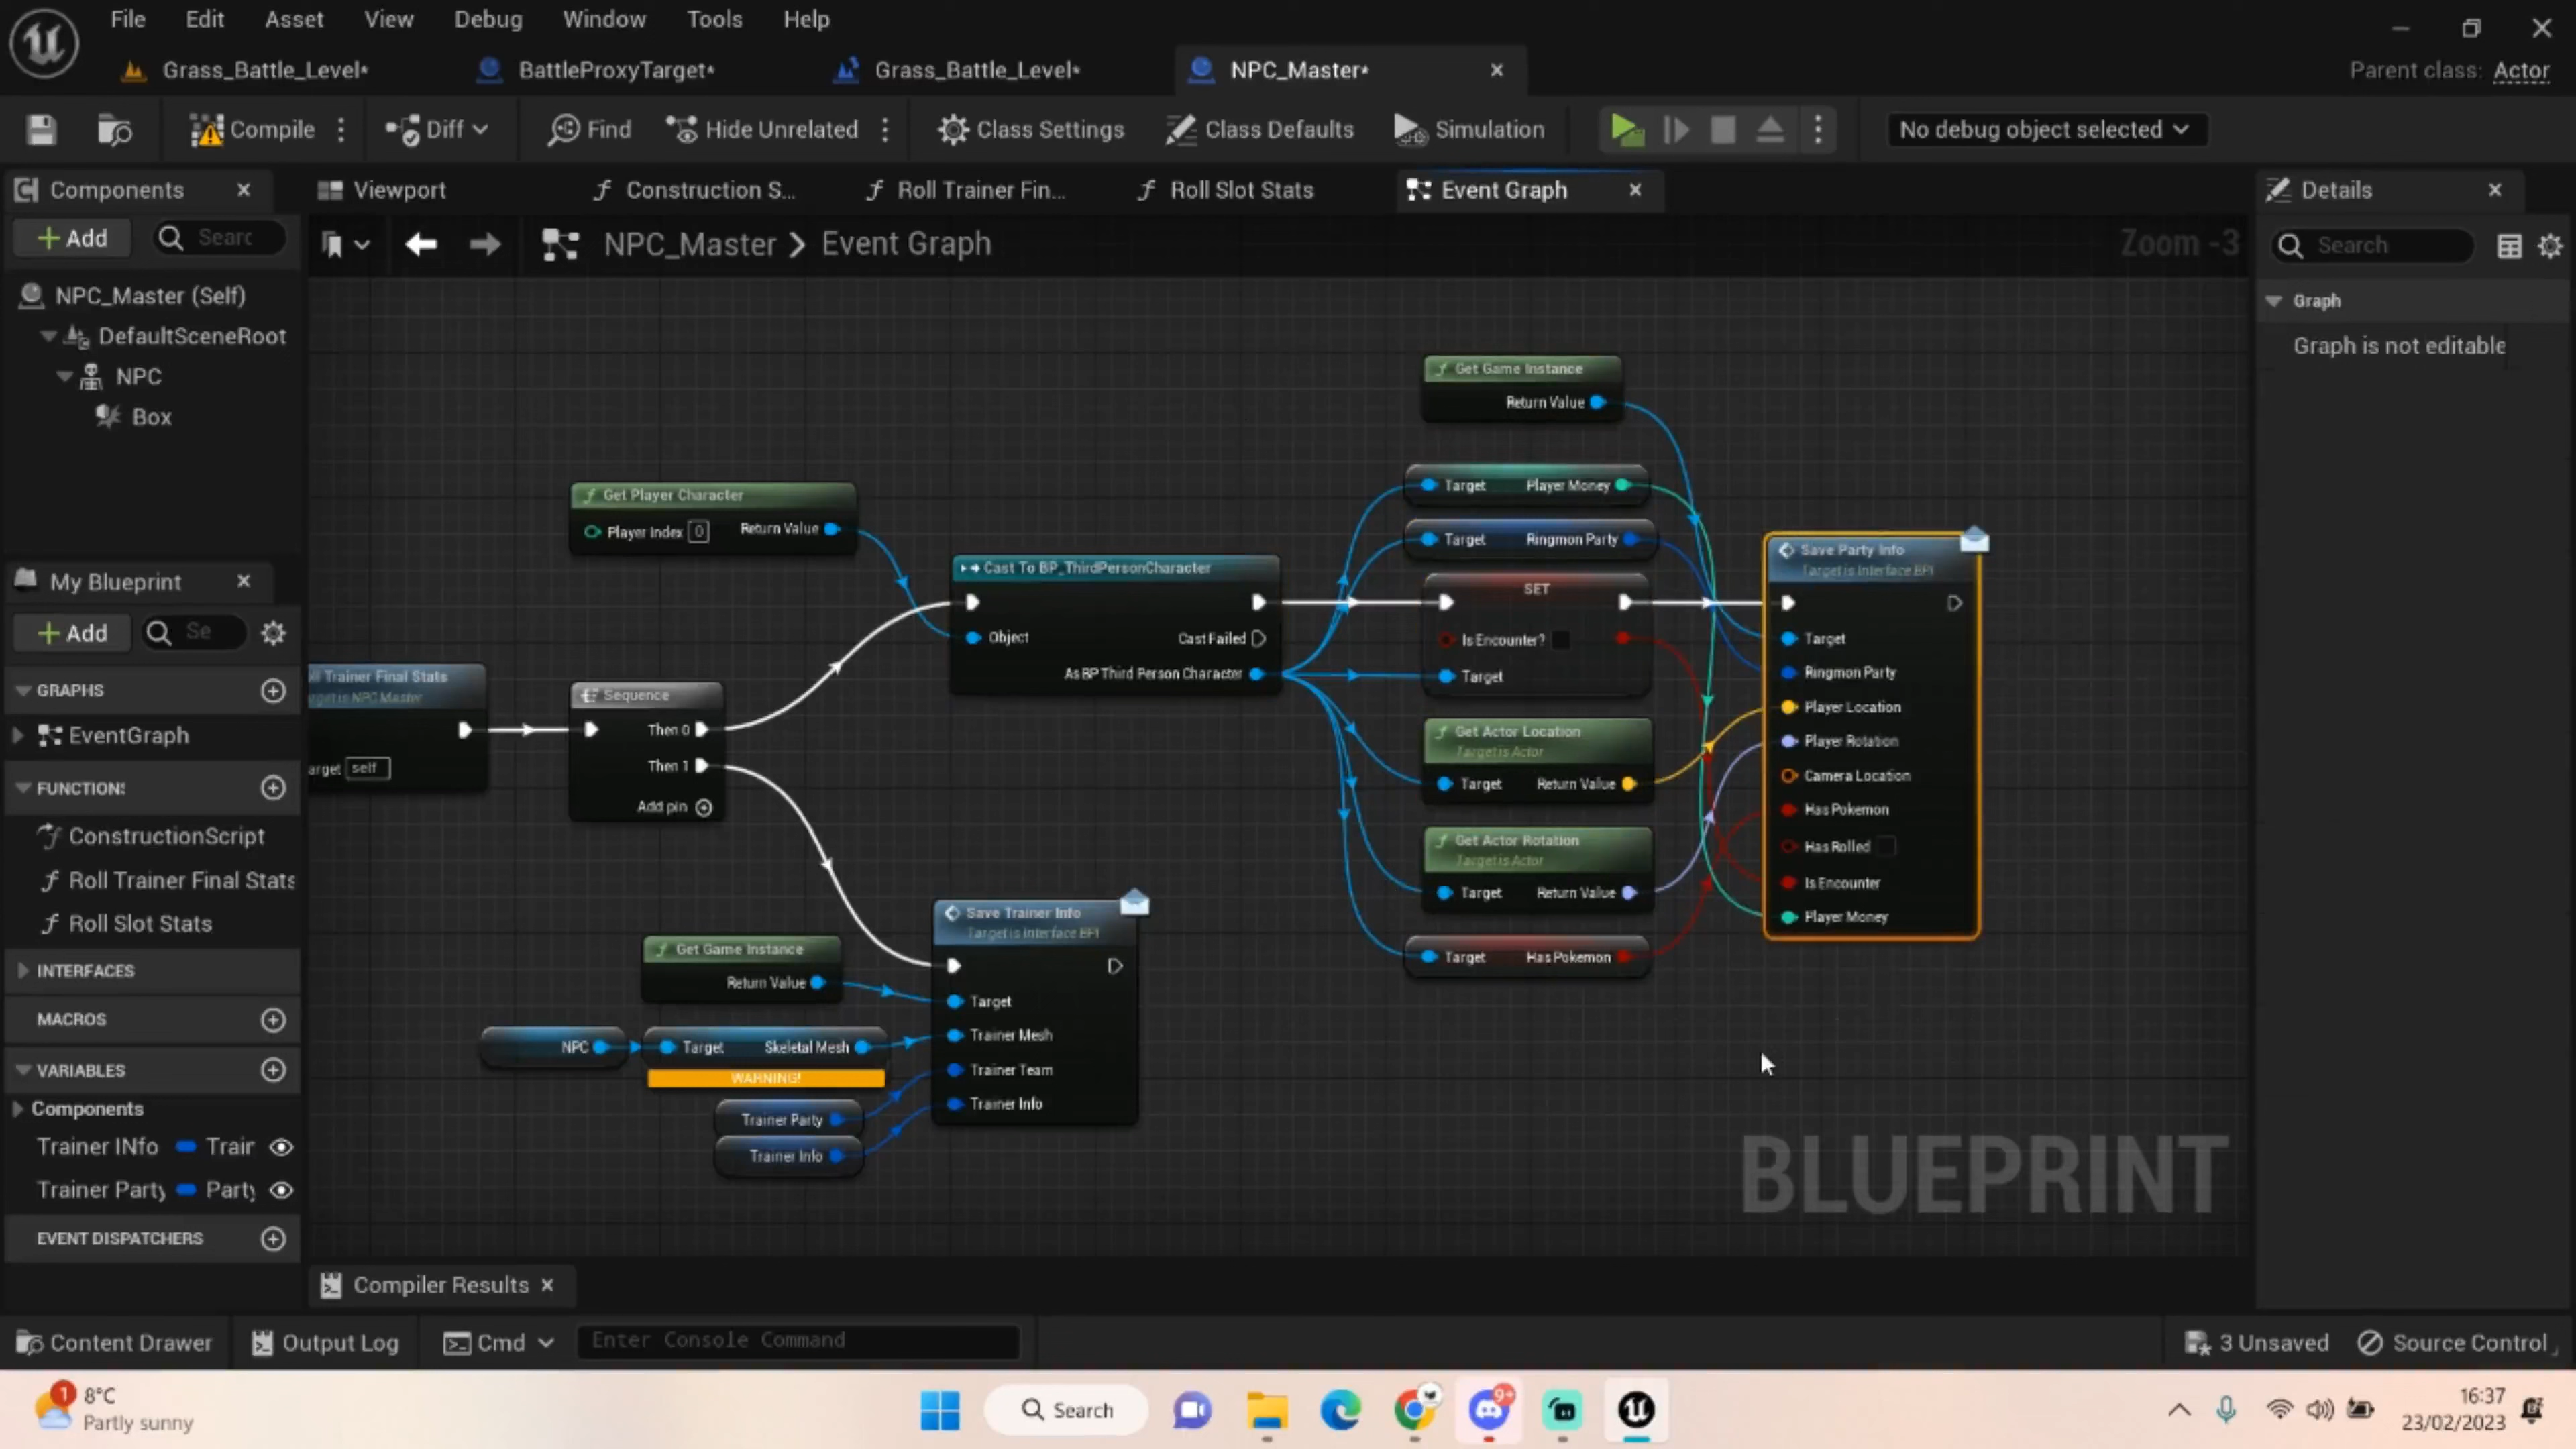 File Edit Asset View Debug Window Tools Help
Grass_Battle_Level* BattleProxyTarget* Grass_Battle_Level* NPC_Master*
Parent class: Actor
Compile Diff Find Hide Unrelated Class Settings Class Defaults Simulation No debug object selected
Components
Viewport Construction S... Roll Trainer Fin... Roll Slot Stats Event Graph
Details
+ Add Searc
NPC_Master > Event Graph
Zoom -3
Search
NPC_Master (Self)
DefaultSceneRoot
NPC
Box
Graph
Graph is not editable
Get Game Instance
Return Value
Get Player Character
Player Index 0 Return Value
Target Player Money
Target Ringmon Party
Cast To BP_ThirdPersonCharacter
Object
Cast Failed
As BP Third Person Character
SET
Is Encounter?
Target
Save Party Info
Target is Interface BPI
Target
Ringmon Party
Player Location
Player Rotation
Camera Location
Has Pokemon
Has Rolled
Is Encounter
Player Money
My Blueprint
+ Add Se
GRAPHS
EventGraph
FUNCTION:
ConstructionScript
Roll Trainer Final Stats
Roll Slot Stats
INTERFACES
MACROS
VARIABLES
Components
Trainer INfo Trair
Trainer Party Party
EVENT DISPATCHERS
Trainer Final Stats
NPC Master
arget self
Sequence
Then 0
Then 1
Add pin
Get Actor Location
Target is Actor
Target Return Value
Get Actor Rotation
Target is Actor
Target Return Value
Target Has Pokemon
Get Game Instance
Return Value
Save Trainer Info
Target is Interface BPI
Target
Trainer Mesh
Trainer Team
Trainer Info
NPC
Target Skeletal Mesh
WARNING!
Trainer Party
Trainer Info
BLUEPRINT
Compiler Results
Content Drawer Output Log Cmd Enter Console Command
3 Unsaved Source Control
1
8°C
Partly sunny
Search
9+
16:37
23/02/2023